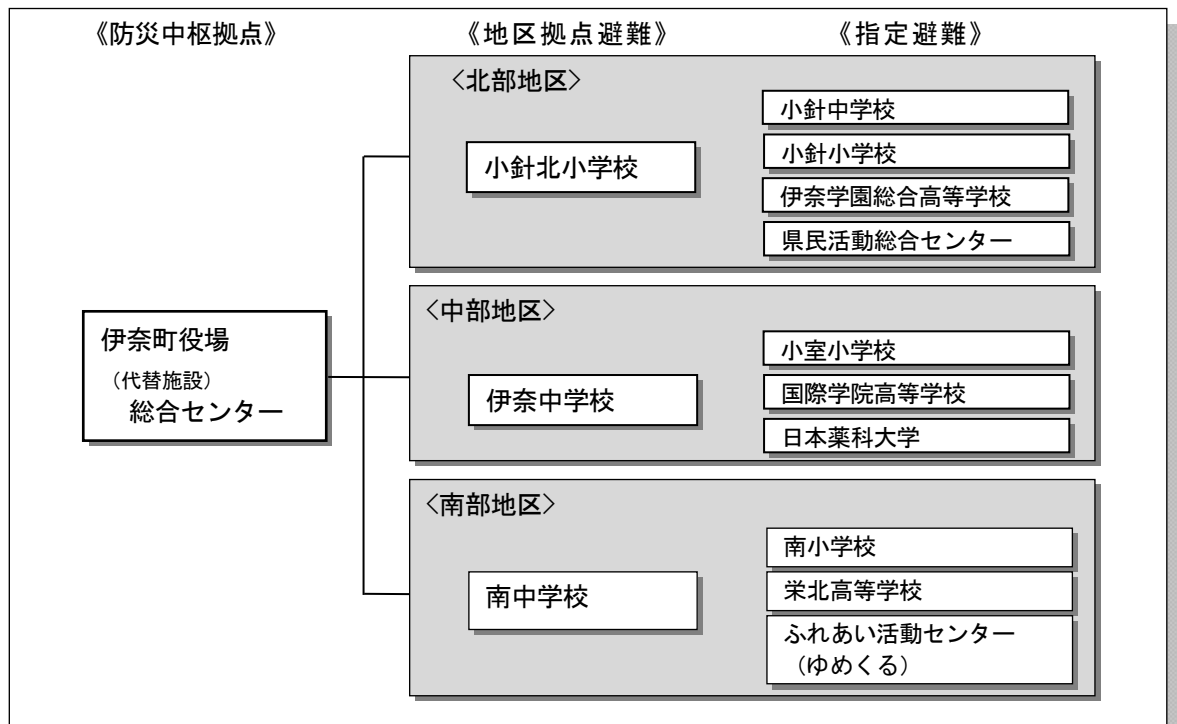 《防災中枢拠点》
《地区拠点避難》
《指定避難》
〈北部地区〉
小針北小学校
小針中学校
小針小学校
伊奈学園総合高等学校
県民活動総合センター
伊奈町役場
（代替施設）
総合センター
〈中部地区〉
伊奈中学校
小室小学校
国際学院高等学校
日本薬科大学
〈南部地区〉
南中学校
南小学校
栄北高等学校
ふれあい活動センター
（ゆめくる）